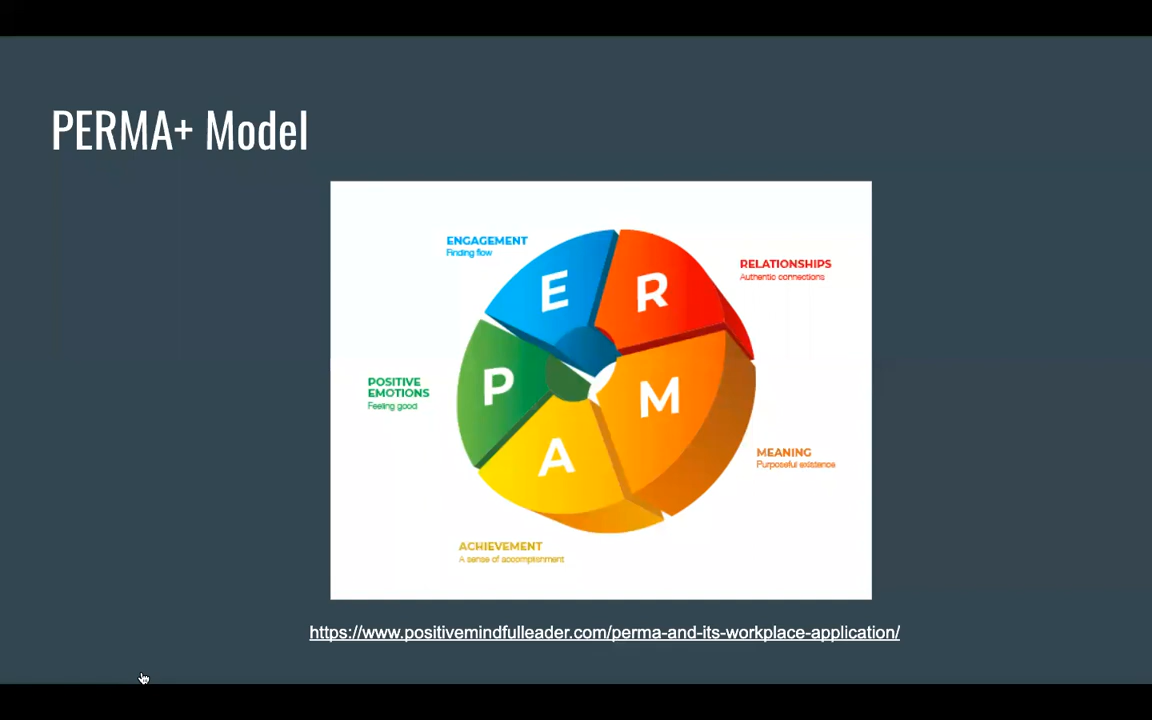 PERMA+ Model
ENGAGEMENT
Finding flow
RELATIONSHIPS
Authentic connections
E
R
POSITIVE
EMOTIONS
Feeling good
P
M
A
MEANING
Purposeful existence
ACHIEVEMENT
A sense of accomplishment
https://www.positivemindfulleader.com/perma-and-its-workplace-application/